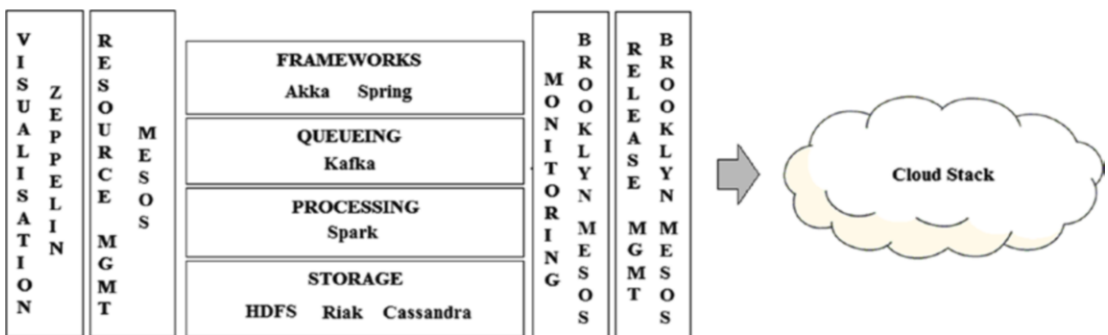 VISUALISATION
ZEPPELIN
RESOURCE MGMT
MESOS
FRAMEWORKS
Akka Spring
QUEUEING
Kafka
PROCESSING
Spark
STORAGE
HDFS Riak Cassandra
MONITORING
BROOKLYN MESOS
RELEASE MGMT
BROOKLYN MESOS
Cloud Stack